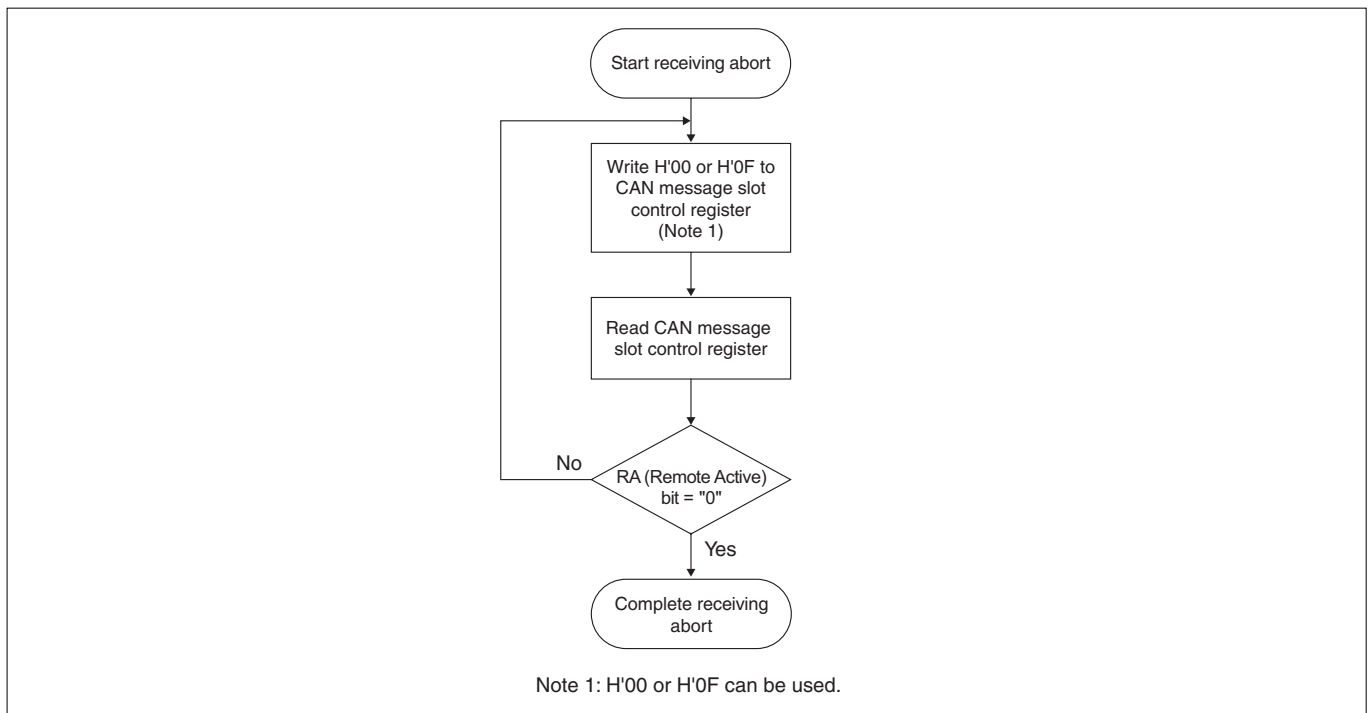 Start receiving abort
Write H'00 or H'0F to
CAN message slot
control register
(Note 1)
Read CAN message
slot control register
No
RA (Remote Active)
bit = "0"
Yes
Complete receiving
abort
Note 1: H'00 or H'0F can be used.